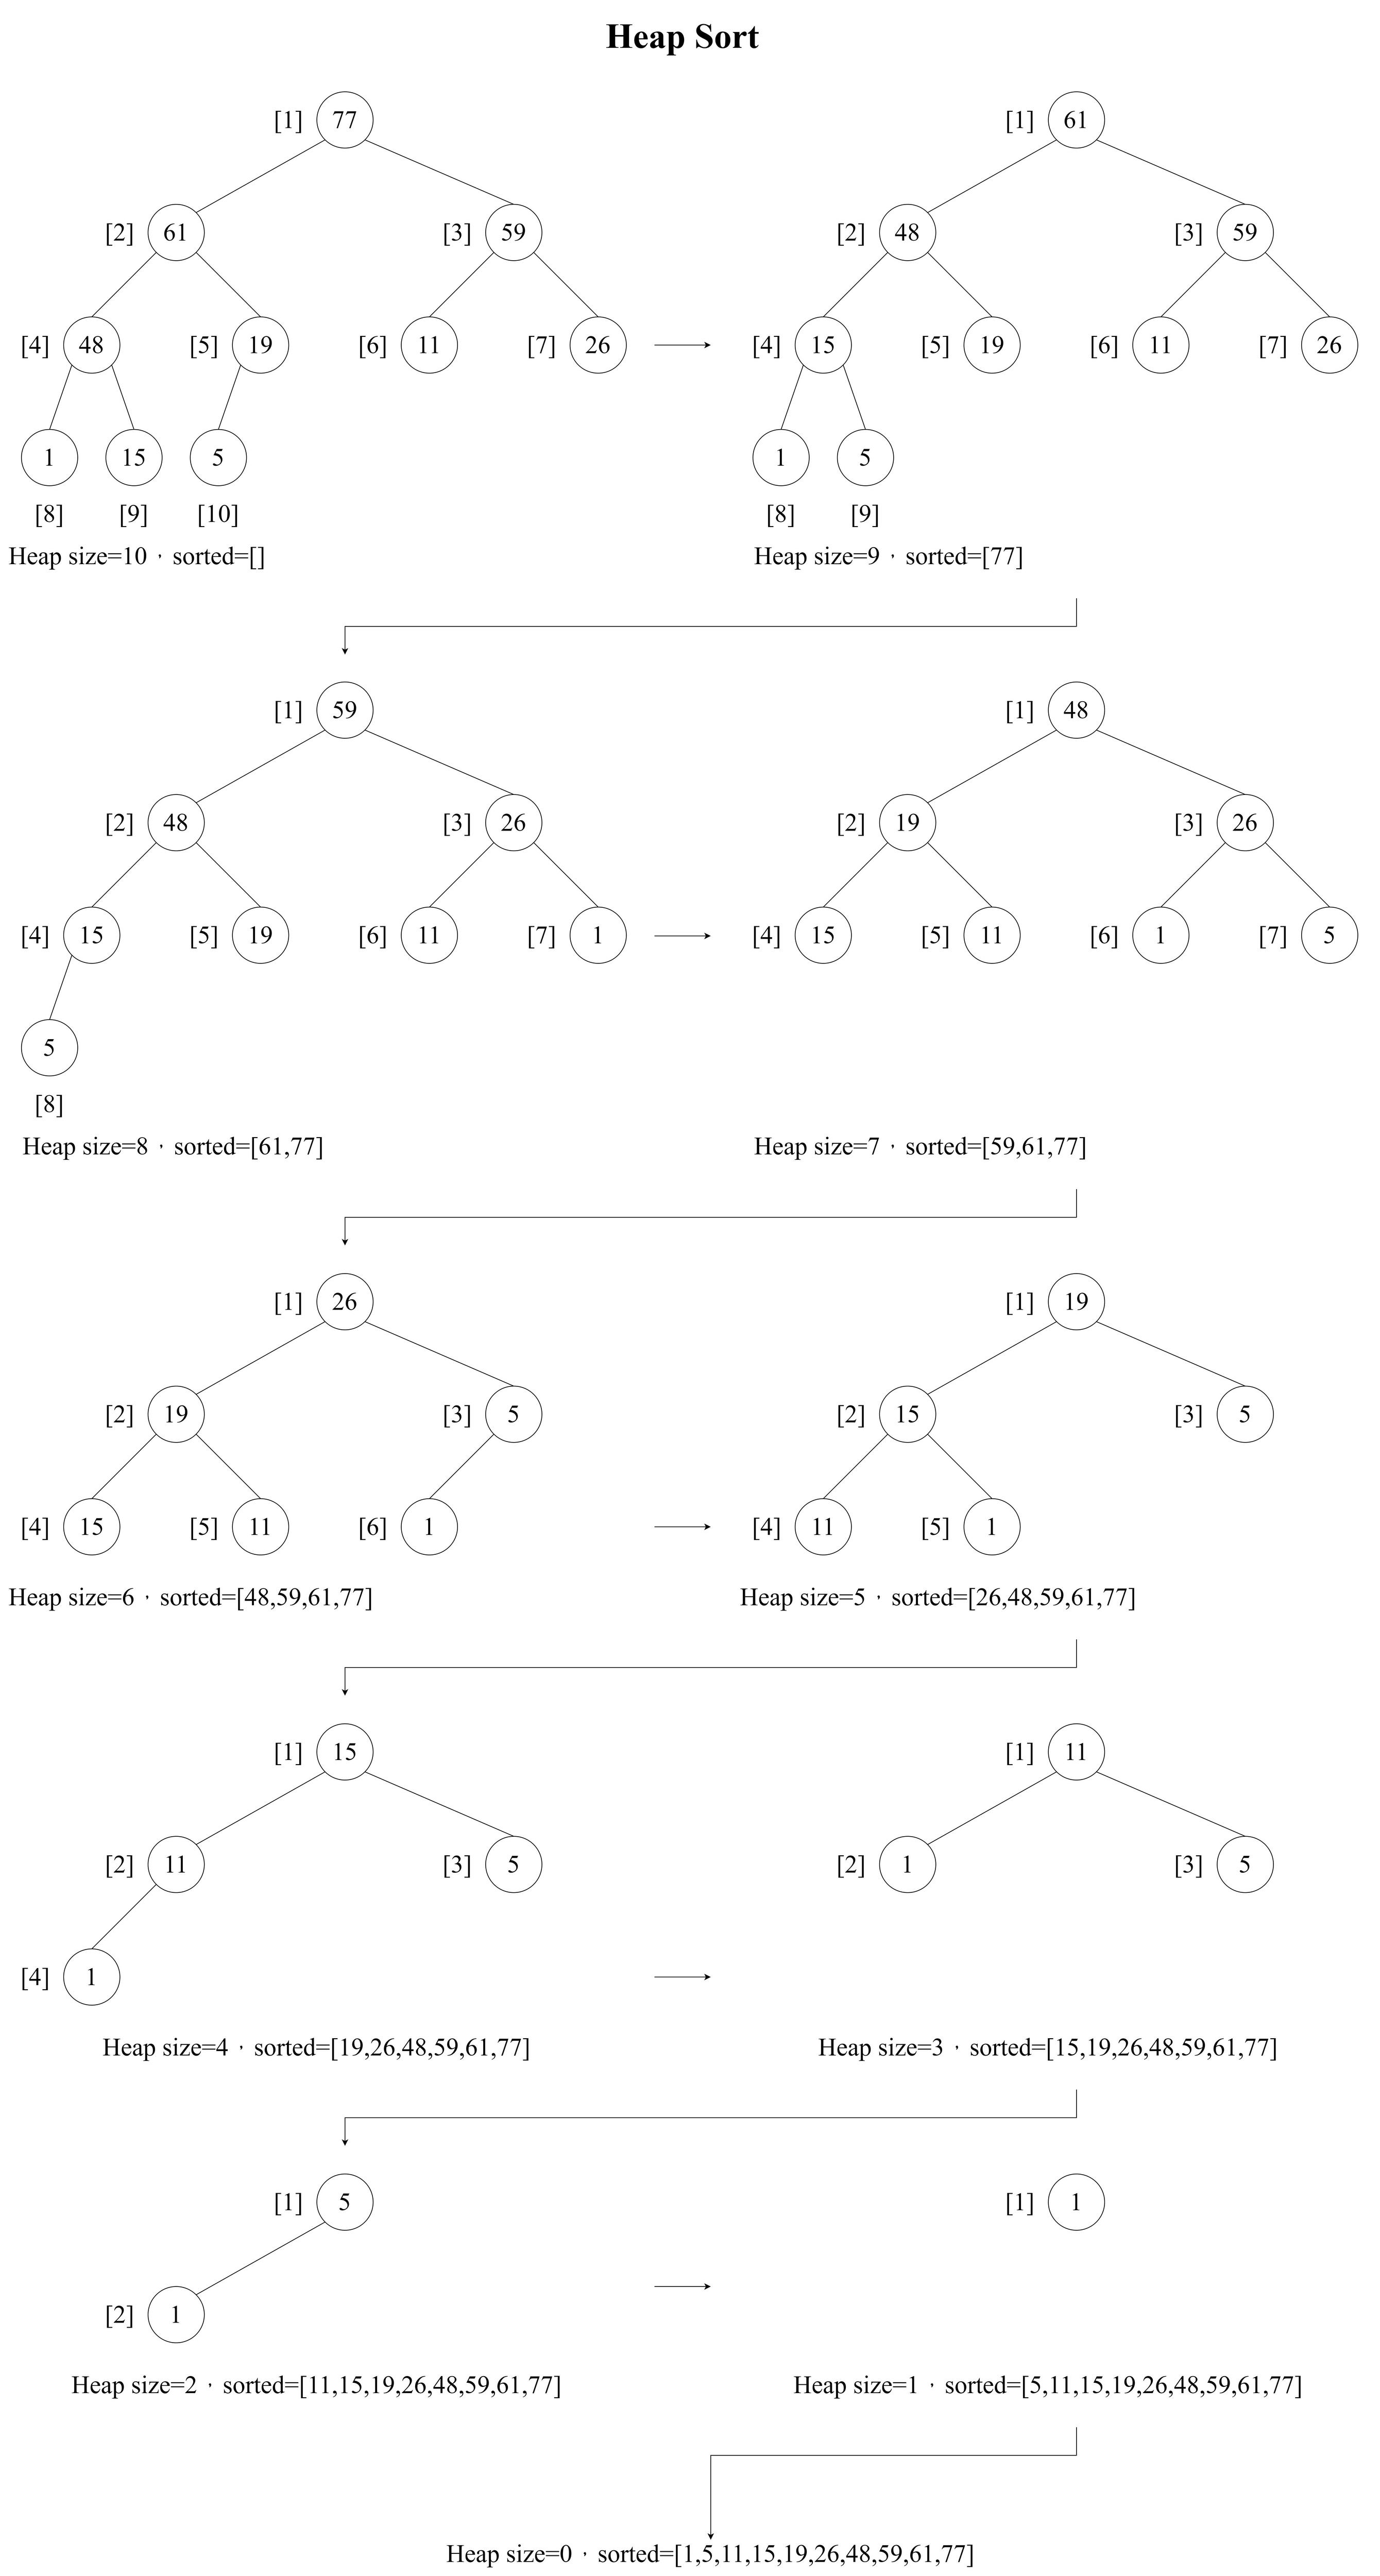 Heap Sort
[1] 77 [1] 61
[2] 61 [3] 59 [2] 48 [3] 59
[4] 48 [5] 19 [6] 11 [7] 26 [4] 15 [5] 19 [6] 11 [7] 26
1 15 5 1 5
[8] [9] [10] [8] [9]
Heap size=10 , sorted=[] Heap size=9 , sorted=[77]
[1] 59 [1] 48
[2] 48 [3] 26 [2] 19 [3] 26
[4] 15 [5] 19 [6] 11 [7] 1 [4] 15 [5] 11 [6] 1 [7] 5
5
[8]
Heap size=8 , sorted=[61,77] Heap size=7 , sorted=[59,61,77]
[1] 26 [1] 19
[2] 19 [3] 5 [2] 15 [3] 5
[4] 15 [5] 11 [6] 1 [4] 11 [5] 1
Heap size=6 , sorted=[48,59,61,77] Heap size=5 , sorted=[26,48,59,61,77]
[1] 15 [1] 11
[2] 11 [3] 5 [2] 1 [3] 5
[4] 1
Heap size=4 , sorted=[19,26,48,59,61,77] Heap size=3 , sorted=[15,19,26,48,59,61,77]
[1] 5 [1] 1
[2] 1
Heap size=2 , sorted=[11,15,19,26,48,59,61,77] Heap size=1 , sorted=[5,11,15,19,26,48,59,61,77]
Heap size=0 , sorted=[1,5,11,15,19,26,48,59,61,77]